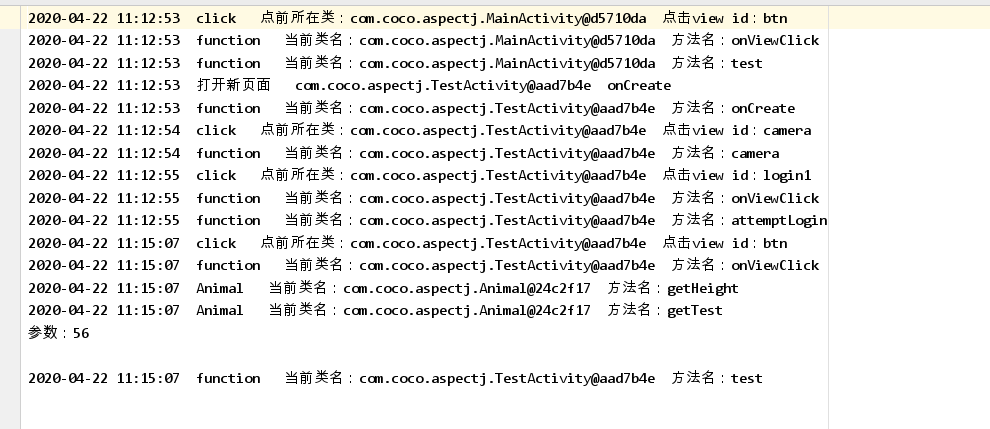 2020-04-22 11:12:53  click   点前所在类：com.coco.aspectj.MainActivity@d5710da  点击view id：btn
2020-04-22 11:12:53  function   当前类名：com.coco.aspectj.MainActivity@d5710da  方法名：onViewClick
2020-04-22 11:12:53  function   当前类名：com.coco.aspectj.MainActivity@d5710da  方法名：test
2020-04-22 11:12:53  打开新页面   com.coco.aspectj.TestActivity@aad7b4e  onCreate
2020-04-22 11:12:53  function   当前类名：com.coco.aspectj.TestActivity@aad7b4e  方法名：onCreate
2020-04-22 11:12:54  click   点前所在类：com.coco.aspectj.TestActivity@aad7b4e  点击view id：camera
2020-04-22 11:12:54  function   当前类名：com.coco.aspectj.TestActivity@aad7b4e  方法名：camera
2020-04-22 11:12:55  click   点前所在类：com.coco.aspectj.TestActivity@aad7b4e  点击view id：login1
2020-04-22 11:12:55  function   当前类名：com.coco.aspectj.TestActivity@aad7b4e  方法名：onViewClick
2020-04-22 11:12:55  function   当前类名：com.coco.aspectj.TestActivity@aad7b4e  方法名：attemptLogin
2020-04-22 11:15:07  click   点前所在类：com.coco.aspectj.TestActivity@aad7b4e  点击view id：btn
2020-04-22 11:15:07  function   当前类名：com.coco.aspectj.TestActivity@aad7b4e  方法名：onViewClick
2020-04-22 11:15:07  Animal   当前类名：com.coco.aspectj.Animal@24c2f17  方法名：getHeight
2020-04-22 11:15:07  Animal   当前类名：com.coco.aspectj.Animal@24c2f17  方法名：getTest
参数：56
2020-04-22 11:15:07  function   当前类名：com.coco.aspectj.TestActivity@aad7b4e  方法名：test